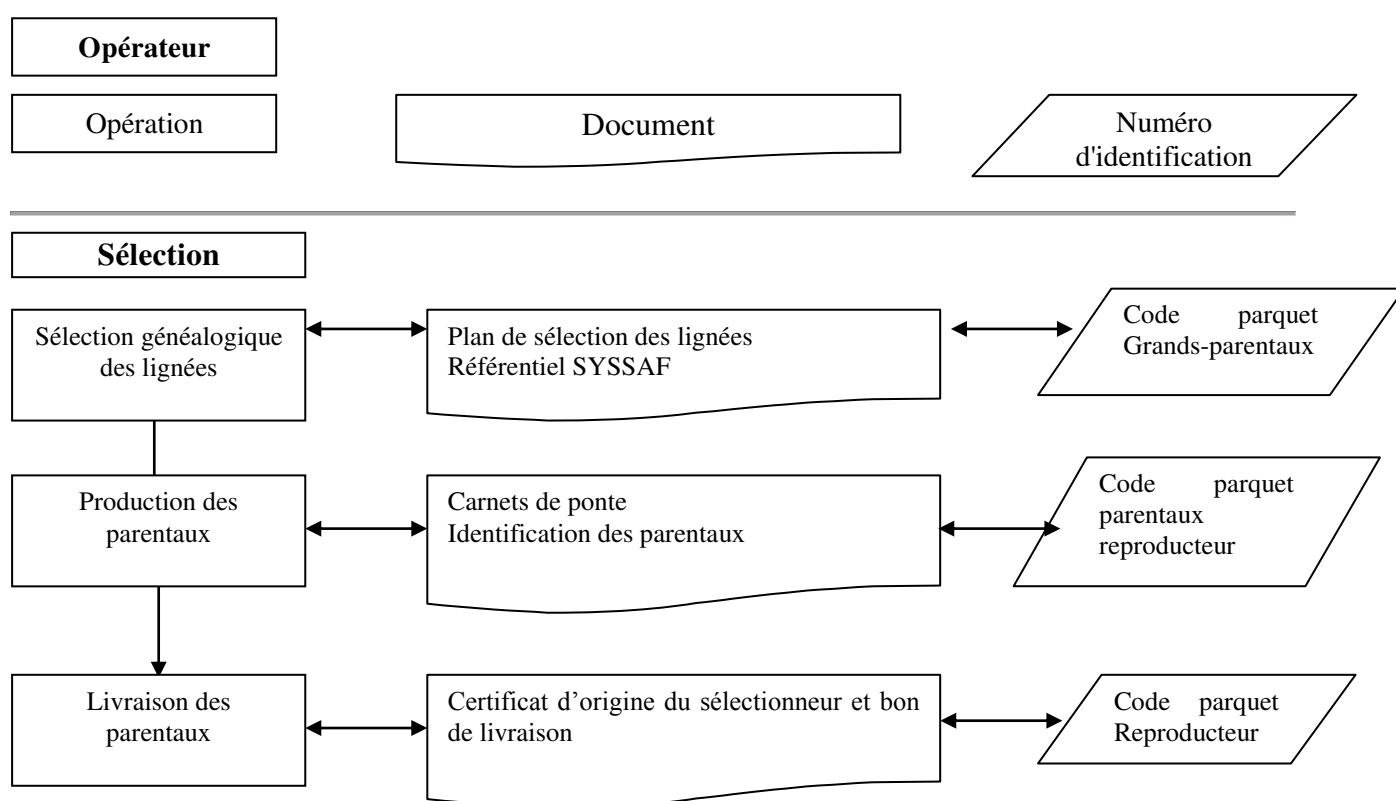 Opérateur
Opération
Document
Numéro
d'identification
Sélection
Sélection généalogique
des lignées
Plan de sélection des lignées
Référentiel SYSSAF
Code parquet
Grands-parentaux
Production des
parentaux
Carnets de ponte
Identification des parentaux
Code parquet
parentaux
reproducteur
Livraison des
parentaux
Certificat d’origine du sélectionneur et bon
de livraison
Code parquet
Reproducteur